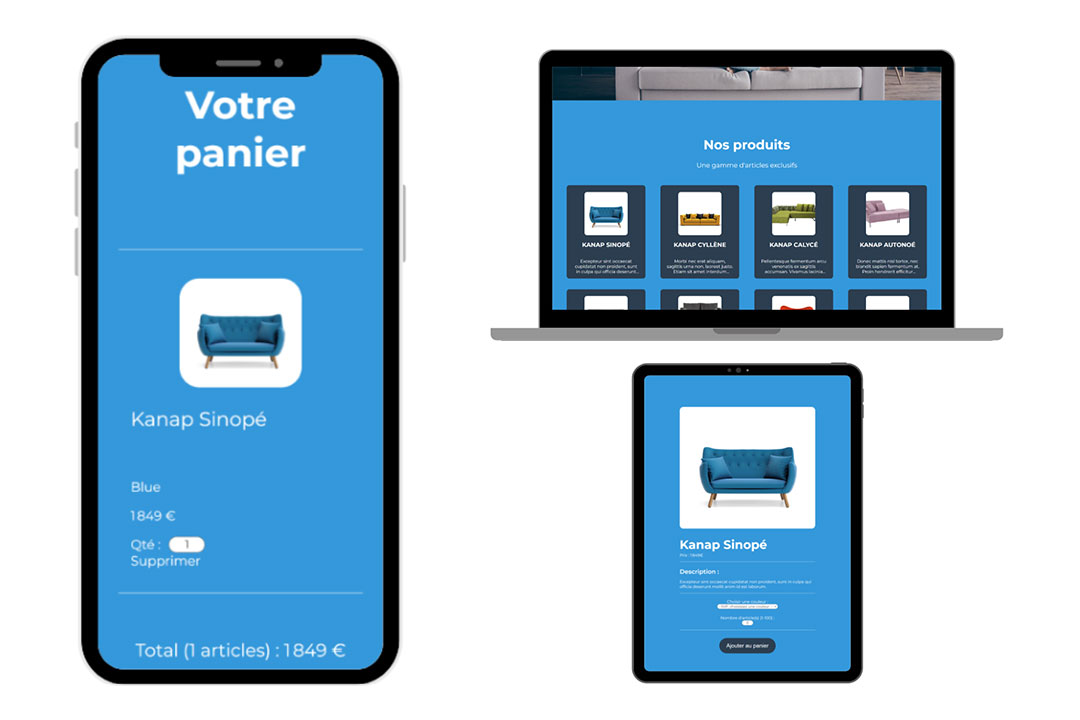 Votre
panier
Kanap Sinopé
Blue
1849 €
Qté : 1
Supprimer
Total (1 articles) : 1849 €
Nos produits
Une gamme d'articles exclusifs
KANAP SINOPÉ
Excepteur sint occaecat
cupidatat non proident, sunt
in culpa qui officia deserunt...
KANAP CYLLÈNE
Morbi nec erat aliquam,
sagittis urna non, laoreet justo.
Etiam sit amet interdum...
KANAP CALYCÉ
Pellentesque fermentum arcu
venenatis ex sagittis
accumsan. Vivamus lacinia...
KANAP AUTONOÉ
Donec mattis nisl tortor, nec
blandit sapien fermentum at.
Proin hendrerit efficitur...
Kanap Sinopé
Prix : 1849€
Description :
Excepteur sint occaecat cupidatat non proident, sunt in culpa qui
officia deserunt mollit anim id est laborum.
Choisir une couleur :
Nombre d'article(s) (1-100) :
Ajouter au panier